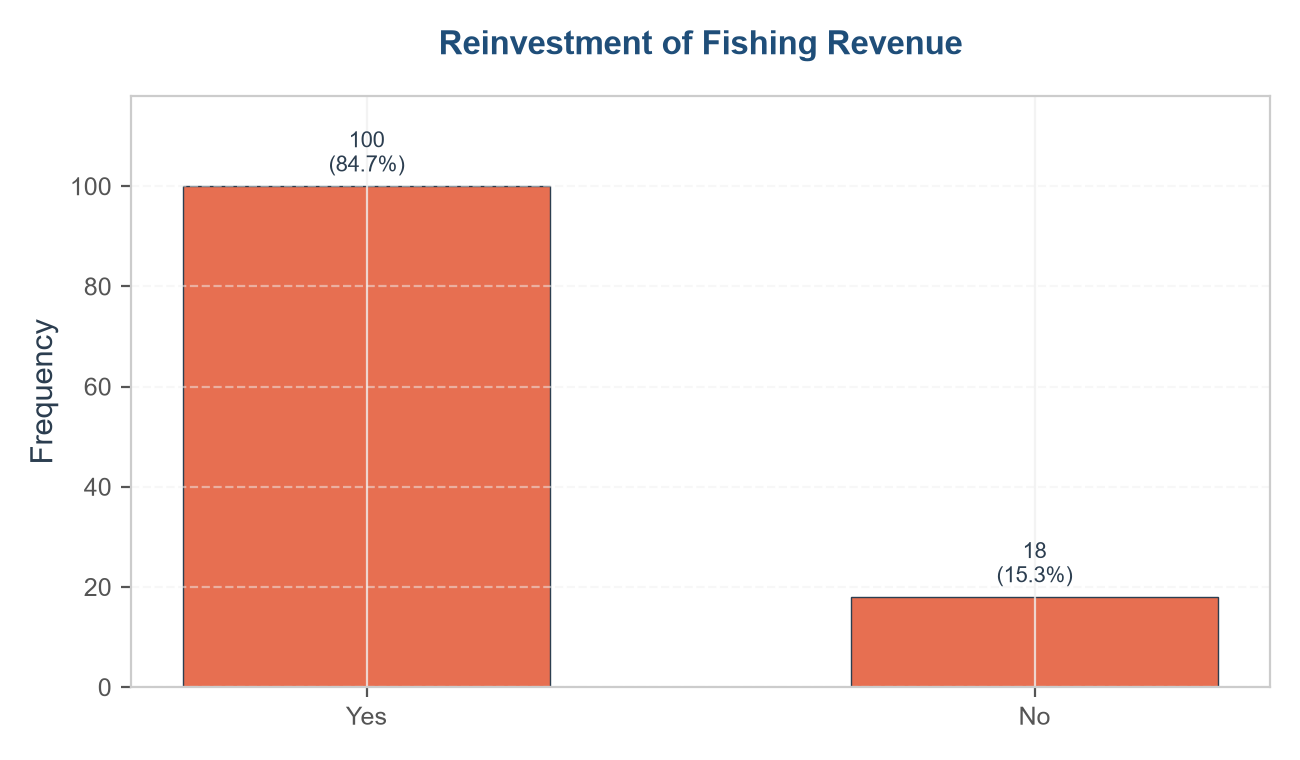 Reinvestment of Fishing Revenue
Frequency
100
80
60
40
20
0
100
(84.7%)
18
(15.3%)
Yes
No